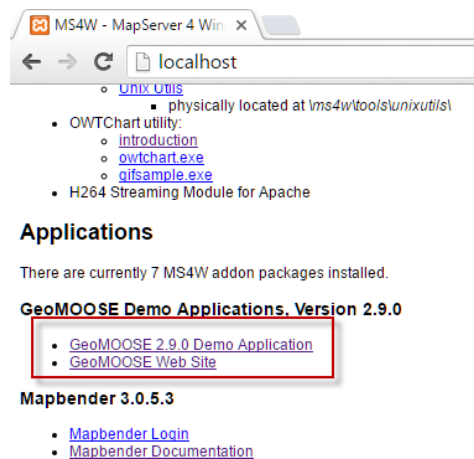 MS4W - MapServer 4 Win
localhost
Unix Utils
physically located at \ms4w\tools\unixutils\
OWTChart utility:
introduction
owtchart.exe
gifsample.exe
H264 Streaming Module for Apache
Applications
There are currently 7 MS4W addon packages installed.
GeoMOOSE Demo Applications, Version 2.9.0
GeoMOOSE 2.9.0 Demo Application
GeoMOOSE Web Site
Mapbender 3.0.5.3
Mapbender Login
Mapbender Documentation